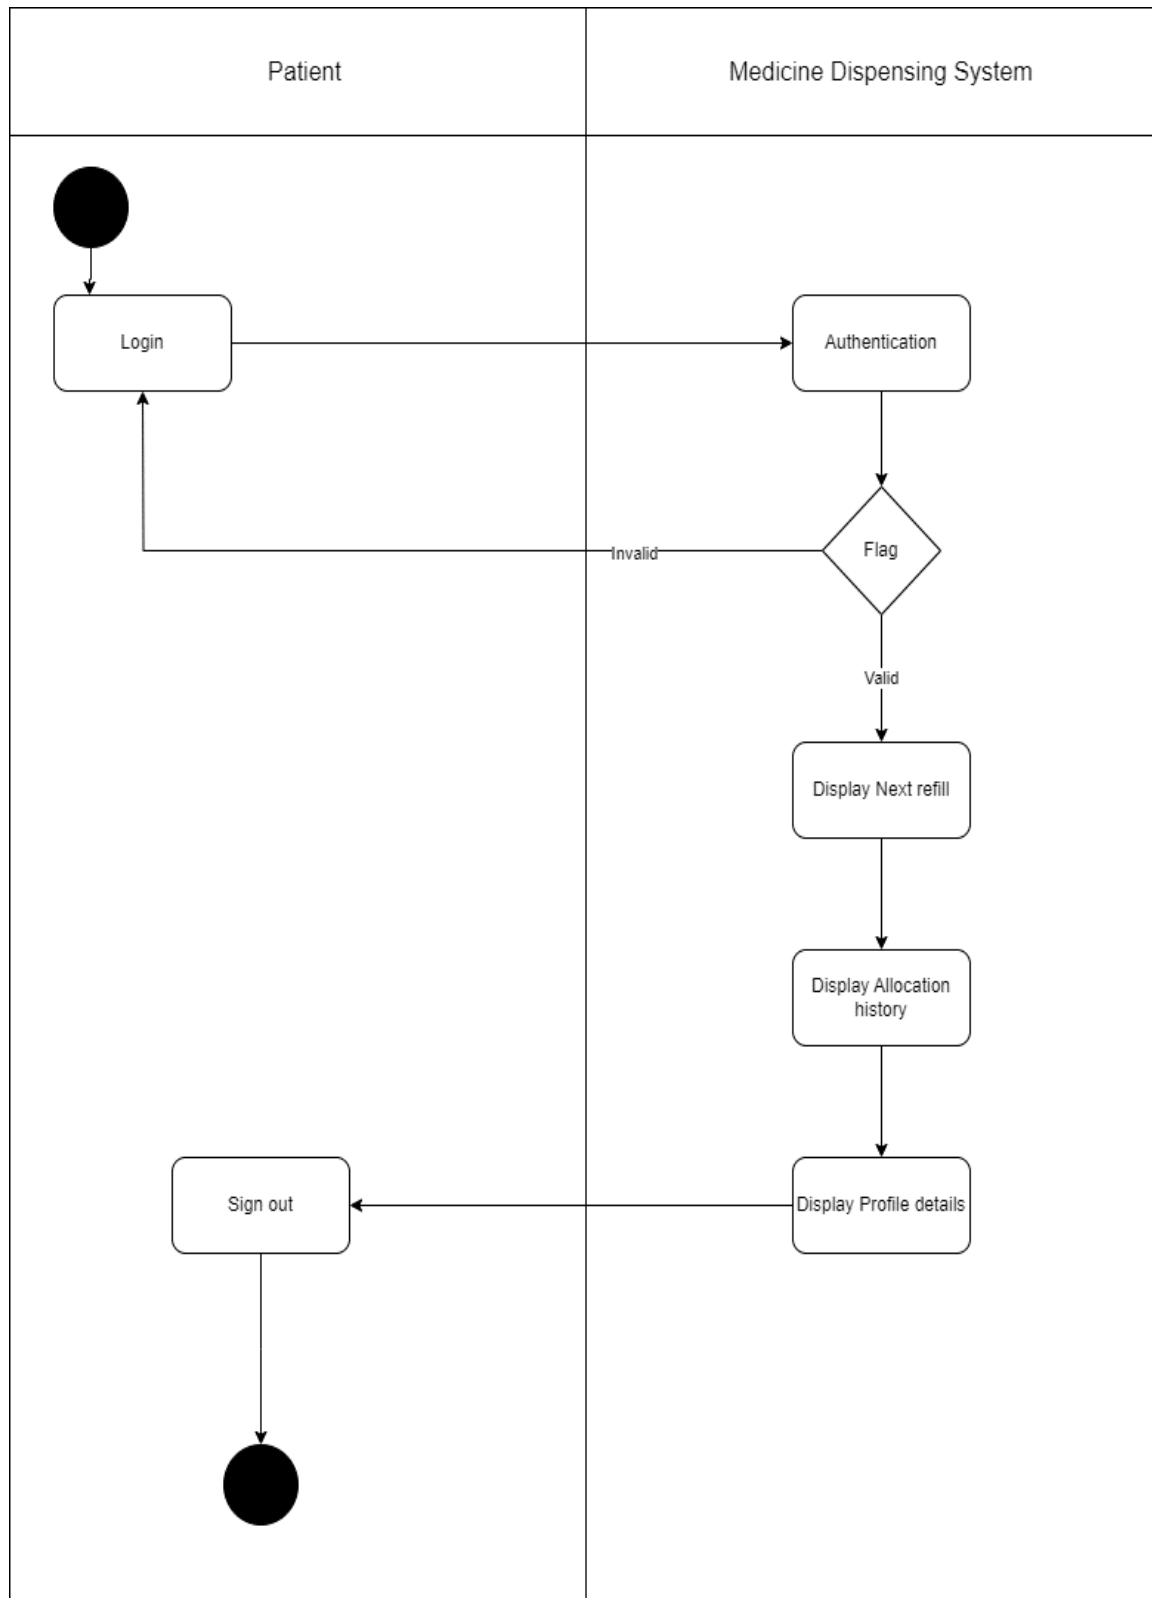 Patient
Medicine Dispensing System
Login
Authentication
Flag
Invalid
Valid
Display Next refill
Display Allocation
history
Sign out
Display Profile details